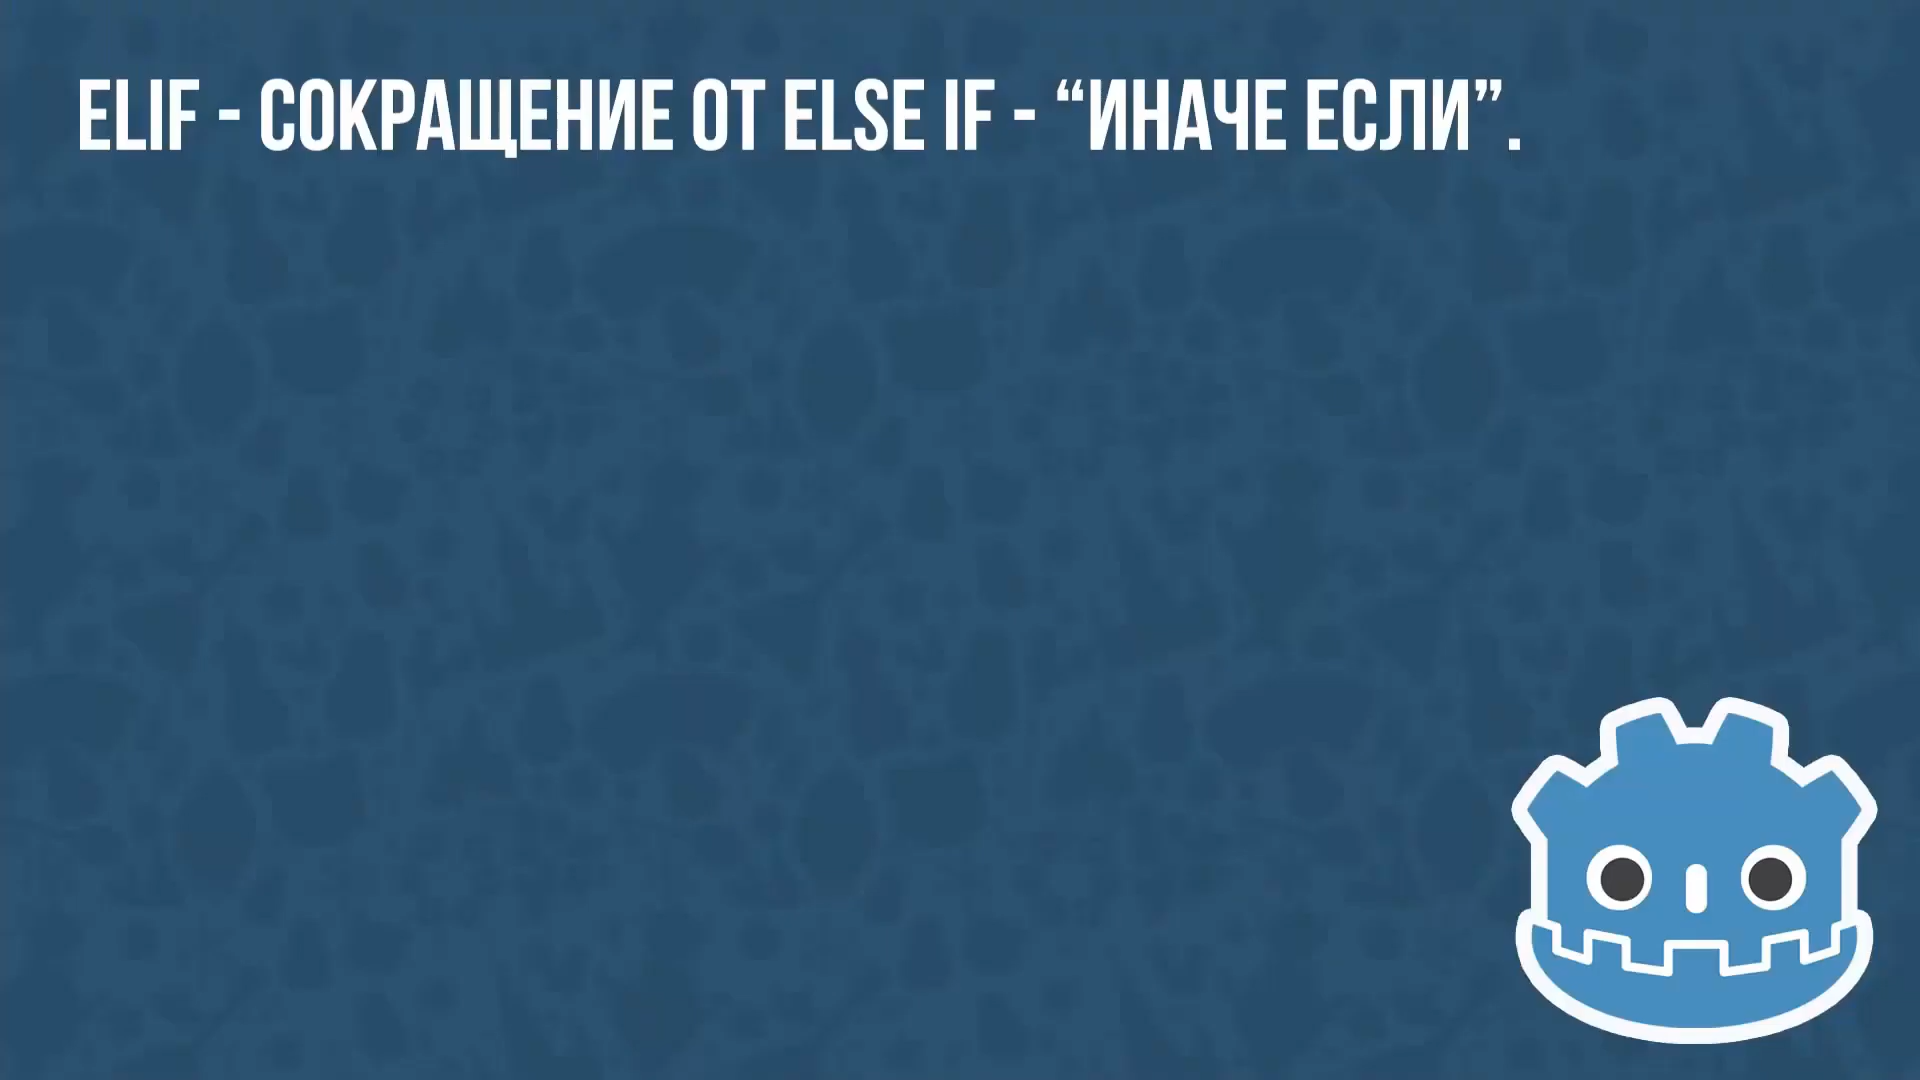 ELIF - СОКРАЩЕНИЕ ОТ ELSE IF - “ИНАЧЕ ЕСЛИ”.